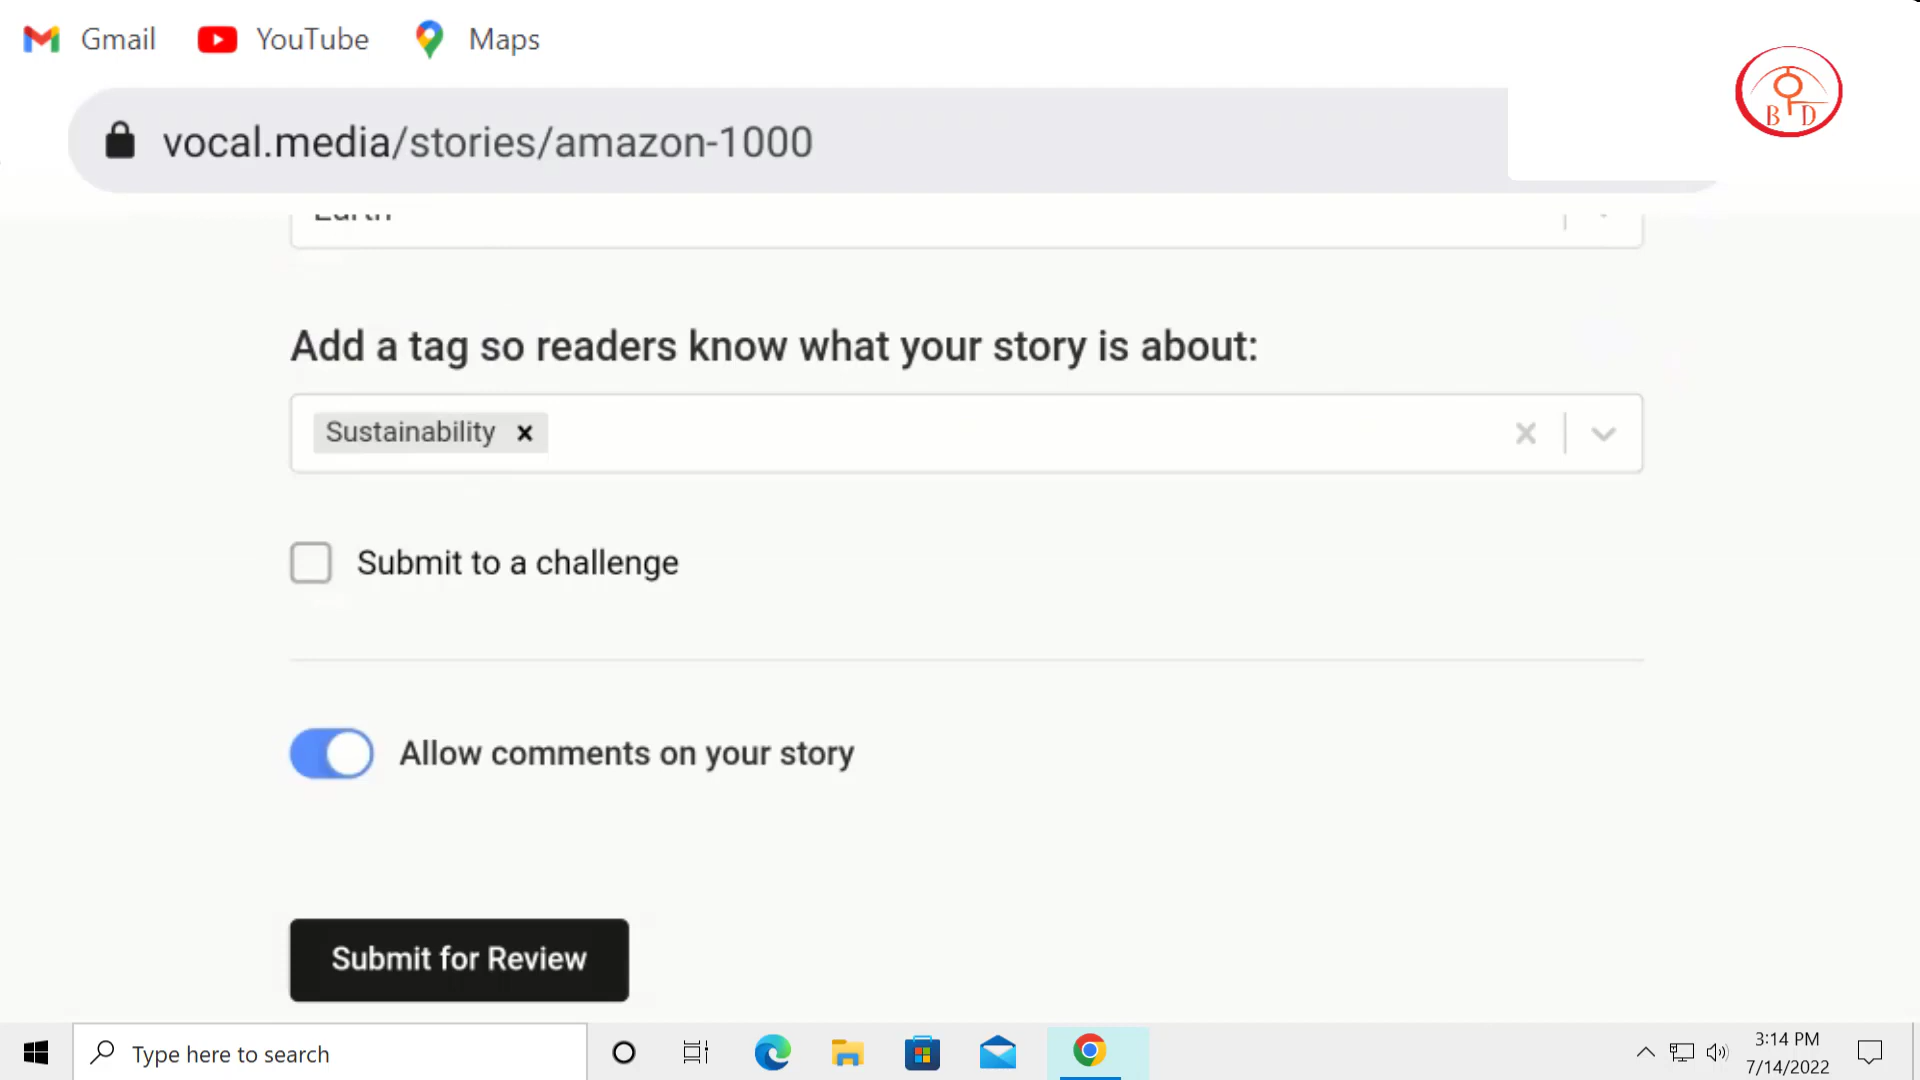 Gmail YouTube Maps
B D
vocal.media/stories/amazon-1000
Earth
Add a tag so readers know what your story is about:
Sustainability
Submit to a challenge
Allow comments on your story
Submit for Review
Type here to search
3:14 PM
7/14/2022